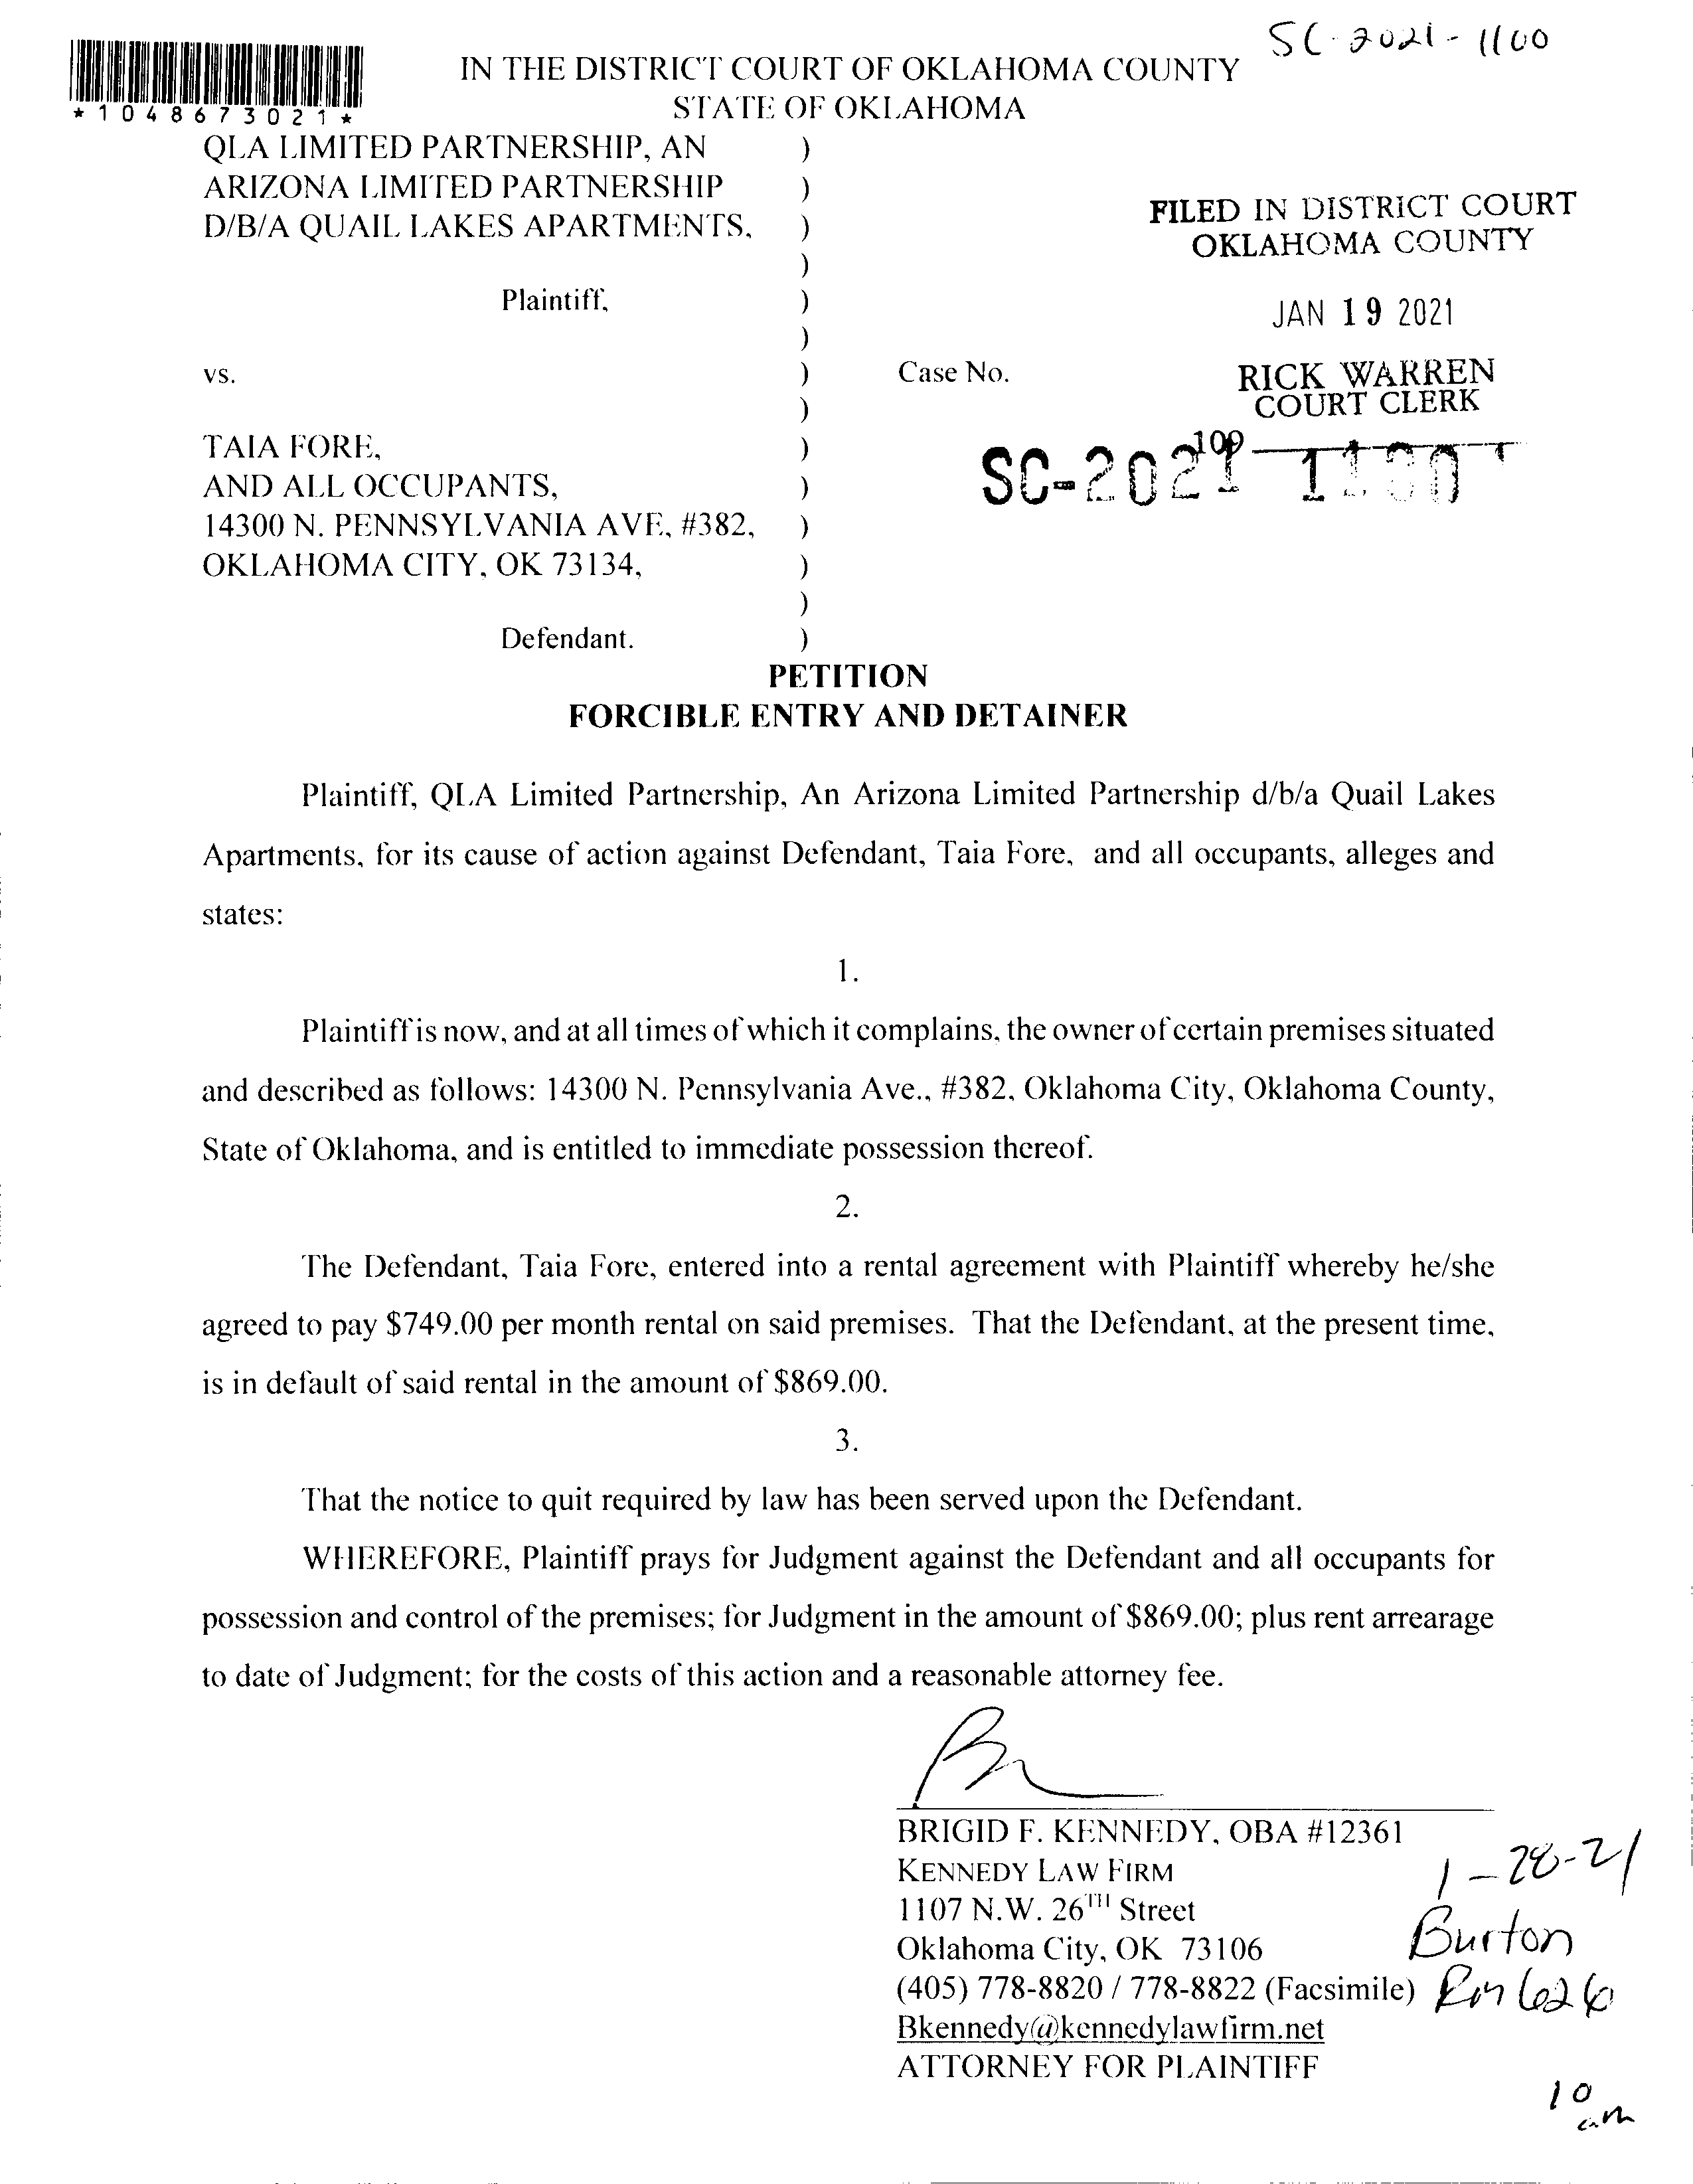 SC-2021-1100
IN THE DISTRICT COURT OF OKLAHOMA COUNTY
STATE OF OKLAHOMA
*1048673021*
QLA LIMITED PARTNERSHIP, AN )
ARIZONA LIMITED PARTNERSHIP )
D/B/A QUAIL LAKES APARTMENTS, )
)
Plaintiff, )
)
vs. ) Case No.
)
TAIA FORE, )
AND ALL OCCUPANTS, )
14300 N. PENNSYLVANIA AVE, #382, )
OKLAHOMA CITY, OK 73134, )
)
Defendant. )
FILED IN DISTRICT COURT
OKLAHOMA COUNTY
JAN 19 2021
RICK WARREN
COURT CLERK
109
SC-2021 1100
PETITION
FORCIBLE ENTRY AND DETAINER
Plaintiff, QLA Limited Partnership, An Arizona Limited Partnership d/b/a Quail Lakes
Apartments, for its cause of action against Defendant, Taia Fore, and all occupants, alleges and
states:
1.
Plaintiff is now, and at all times of which it complains, the owner of certain premises situated
and described as follows: 14300 N. Pennsylvania Ave., #382, Oklahoma City, Oklahoma County,
State of Oklahoma, and is entitled to immediate possession thereof.
2.
The Defendant, Taia Fore, entered into a rental agreement with Plaintiff whereby he/she
agreed to pay $749.00 per month rental on said premises. That the Defendant, at the present time,
is in default of said rental in the amount of $869.00.
3.
That the notice to quit required by law has been served upon the Defendant.
WHEREFORE, Plaintiff prays for Judgment against the Defendant and all occupants for
possession and control of the premises; for Judgment in the amount of $869.00; plus rent arrearage
to date of Judgment; for the costs of this action and a reasonable attorney fee.
BRIGID F. KENNEDY, OBA #12361
KENNEDY LAW FIRM
1107 N.W. 26TH Street
Oklahoma City, OK 73106
(405) 778-8820 / 778-8822 (Facsimile)
Bkennedy@kennedylawfirm.net
ATTORNEY FOR PLAINTIFF
1-28-21
Burton
Rm 626
10
am